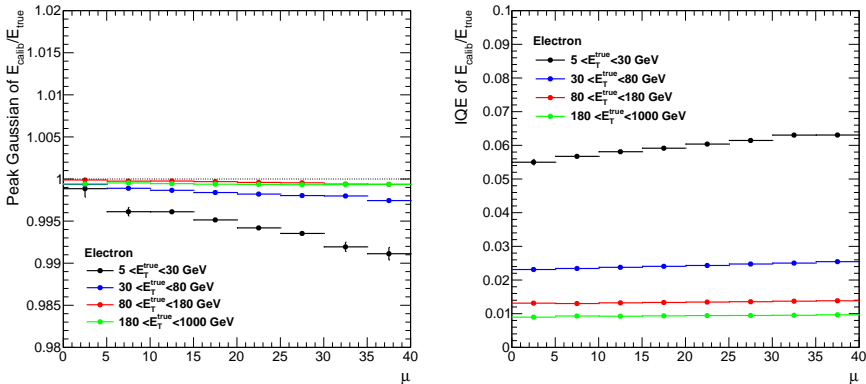 Peak Gaussian of E_calib/E_true
1.02
1.015
1.01
1.005
1
0.995
0.99
0.985
0.98
Electron
5 <E_T^true<30 GeV
30 <E_T^true<80 GeV
80 <E_T^true<180 GeV
180 <E_T^true<1000 GeV
0 5 10 15 20 25 30 35 40
μ
IQE of E_calib/E_true
0.1
0.09
0.08
0.07
0.06
0.05
0.04
0.03
0.02
0.01
0
Electron
5 <E_T^true<30 GeV
30 <E_T^true<80 GeV
80 <E_T^true<180 GeV
180 <E_T^true<1000 GeV
0 5 10 15 20 25 30 35 40
μ